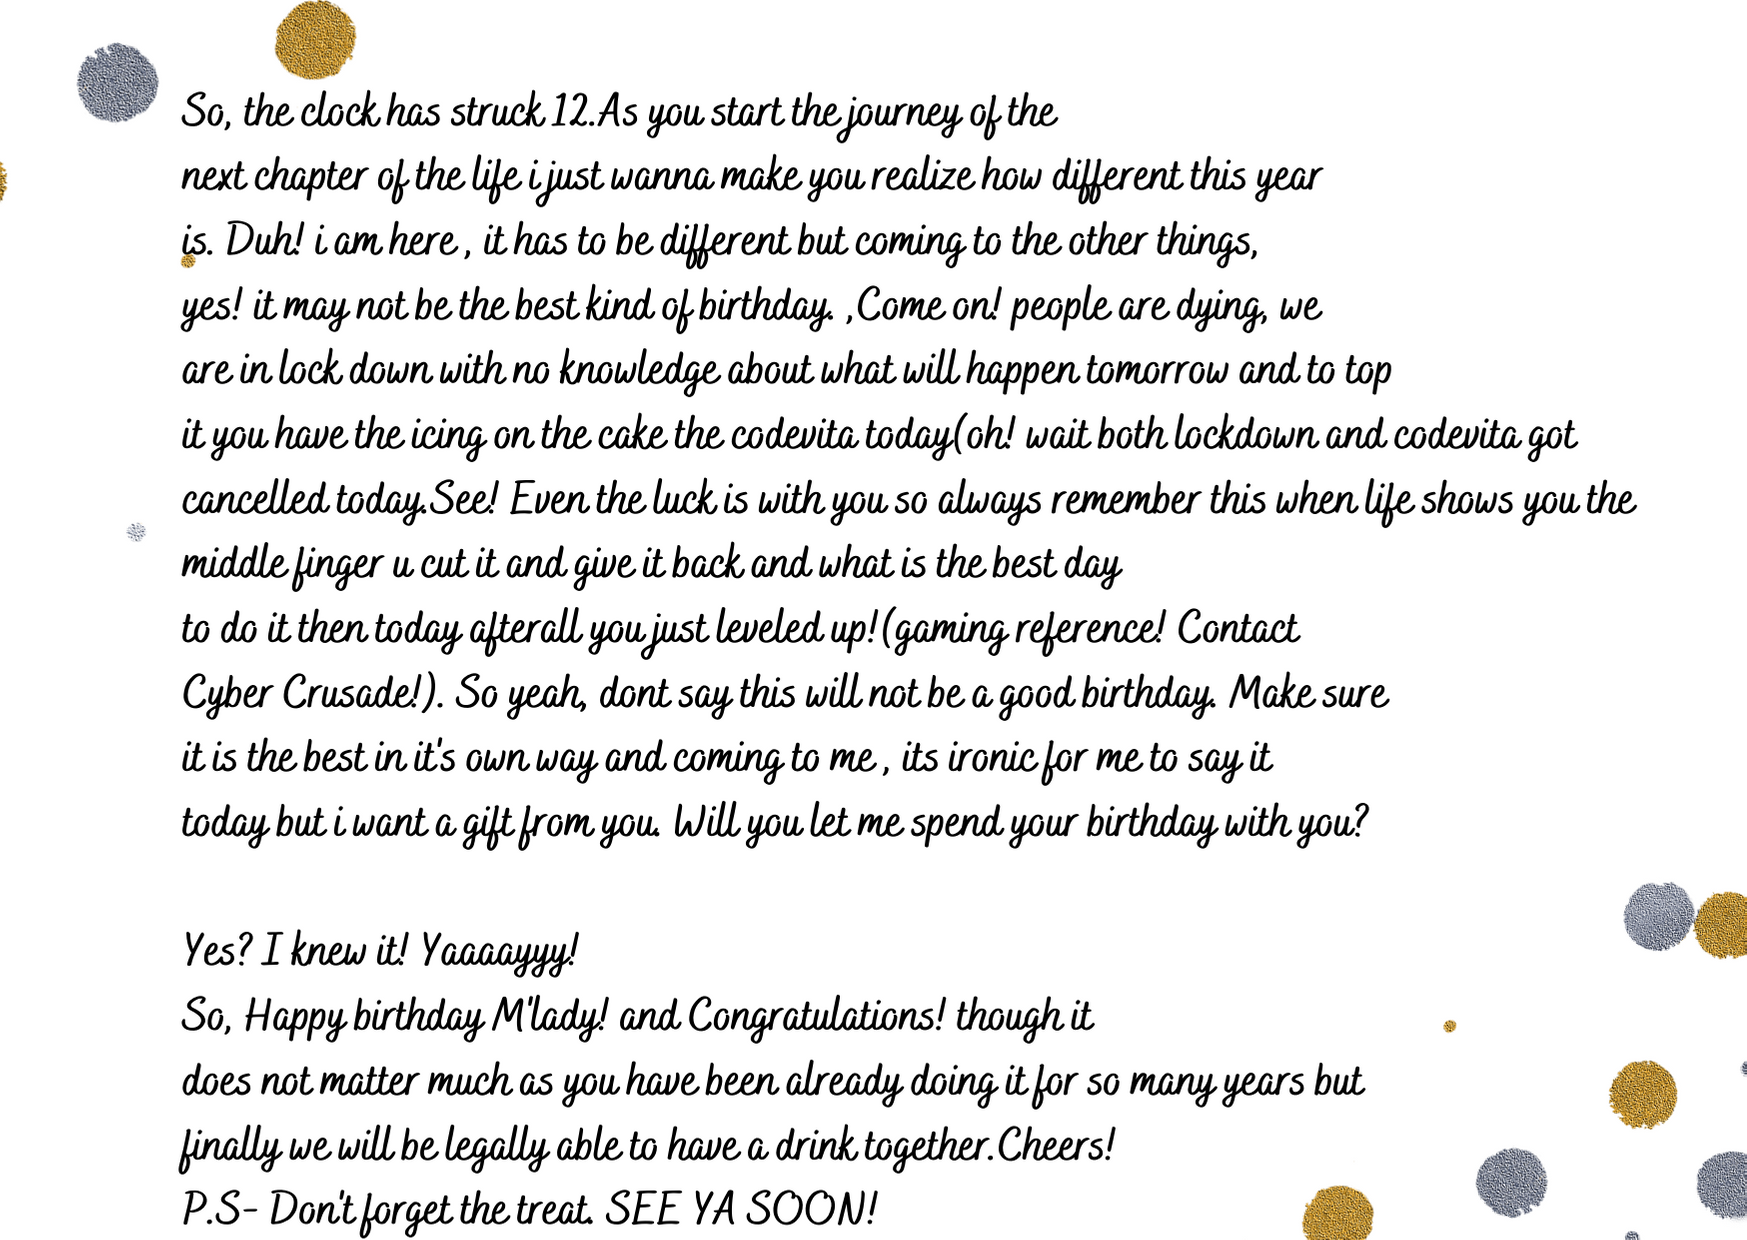 So, the clock has struck 12.As you start the journey of the
next chapter of the life i just wanna make you realize how different this year
is. Duh! i am here , it has to be different but coming to the other things,
yes! it may not be the best kind of birthday. ,Come on! people are dying, we
are in lock down with no knowledge about what will happen tomorrow and to top
it you have the icing on the cake the codevita today(oh! wait both lockdown and codevita got
cancelled today.See! Even the luck is with you so always remember this when life shows you the
middle finger u cut it and give it back and what is the best day
to do it then today afterall you just leveled up!(gaming reference! Contact
Cyber Crusade!). So yeah, dont say this will not be a good birthday. Make sure
it is the best in it's own way and coming to me , its ironic for me to say it
today but i want a gift from you. Will you let me spend your birthday with you?

Yes? I knew it! Yaaaayyy!
So, Happy birthday M'lady! and Congratulations! though it
does not matter much as you have been already doing it for so many years but
finally we will be legally able to have a drink together.Cheers!
P.S- Don't forget the treat. SEE YA SOON!